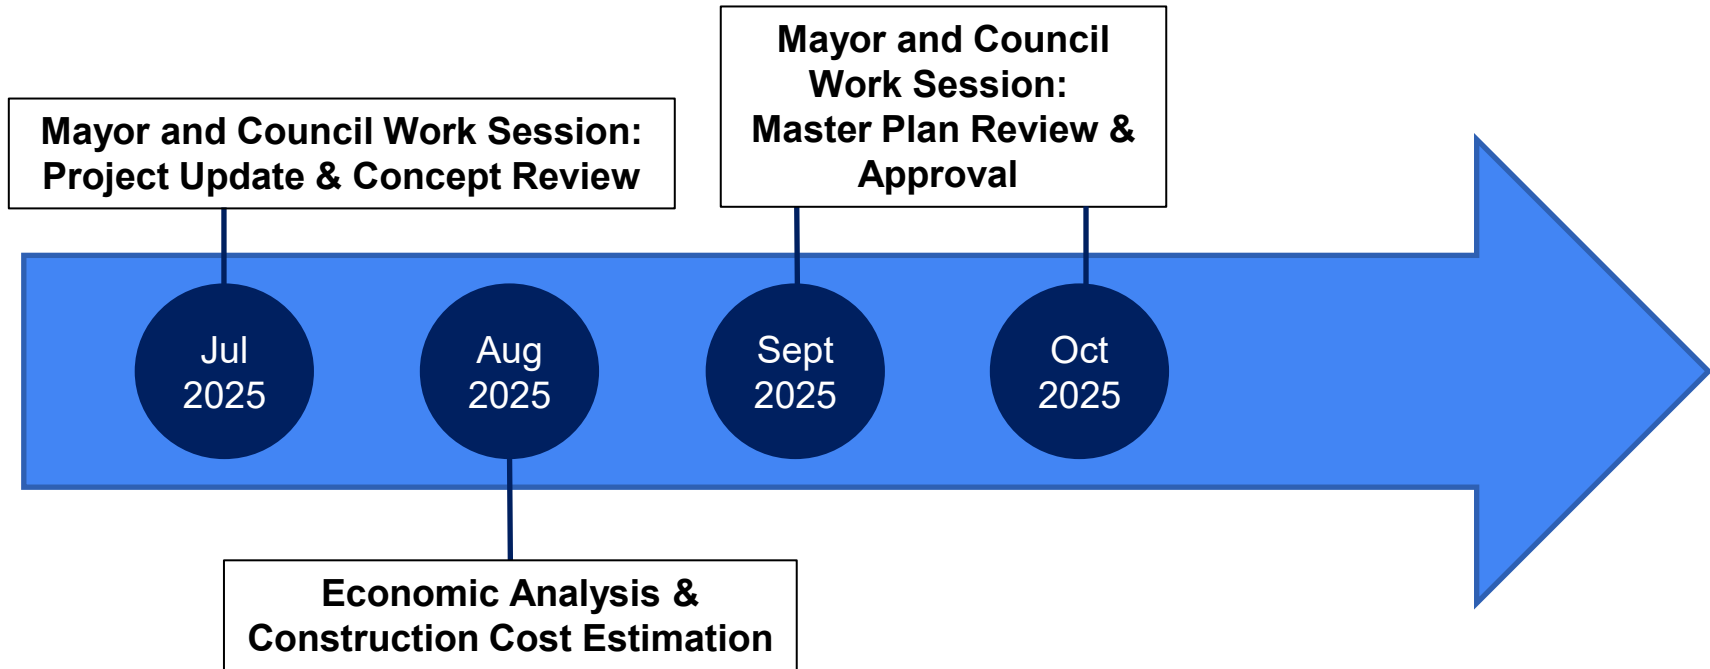 Mayor and Council Work Session:
Project Update & Concept Review
Mayor and Council
Work Session:
Master Plan Review &
Approval
Jul
2025
Aug
2025
Sept
2025
Oct
2025
Economic Analysis &
Construction Cost Estimation